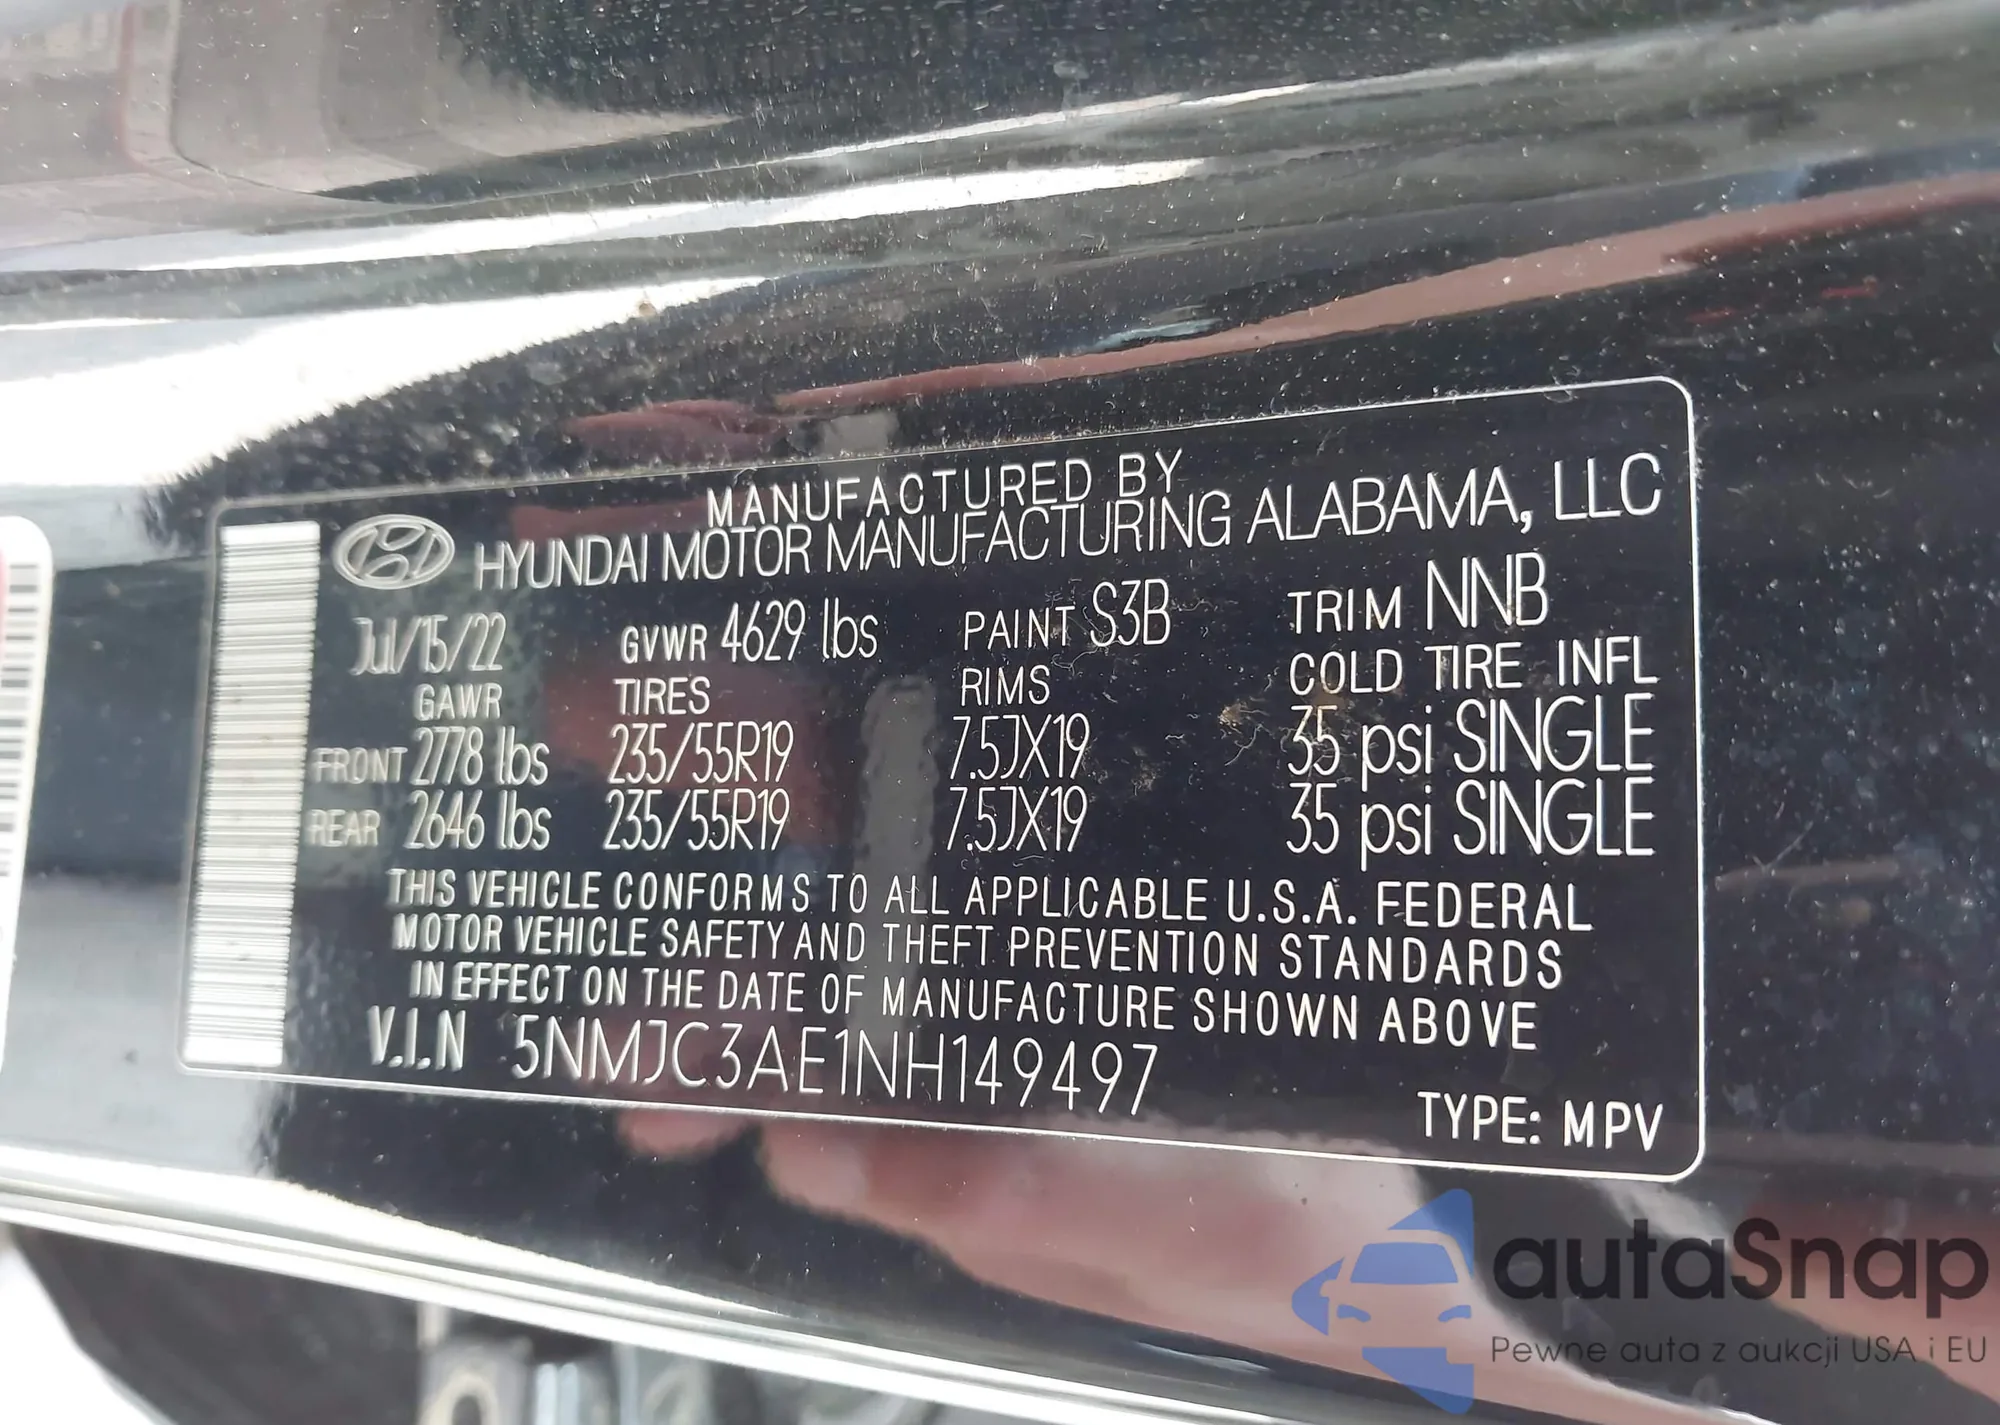 MANUFACTURED BY
HYUNDAI MOTOR MANUFACTURING ALABAMA, LLC
Jul/15/22 GVWR 4629 lbs PAINT S3B TRIM NNB
GAWR TIRES RIMS COLD TIRE INFL
FRONT 2778 lbs 235/55R19 7.5JX19 35 psi SINGLE
REAR 2646 lbs 235/55R19 7.5JX19 35 psi SINGLE
THIS VEHICLE CONFORMS TO ALL APPLICABLE U.S.A. FEDERAL
MOTOR VEHICLE SAFETY AND THEFT PREVENTION STANDARDS
IN EFFECT ON THE DATE OF MANUFACTURE SHOWN ABOVE
V.I.N 5NMJC3AE1NH149497
TYPE: MPV
autaSnap
Pewne auta z aukcji USA i EU